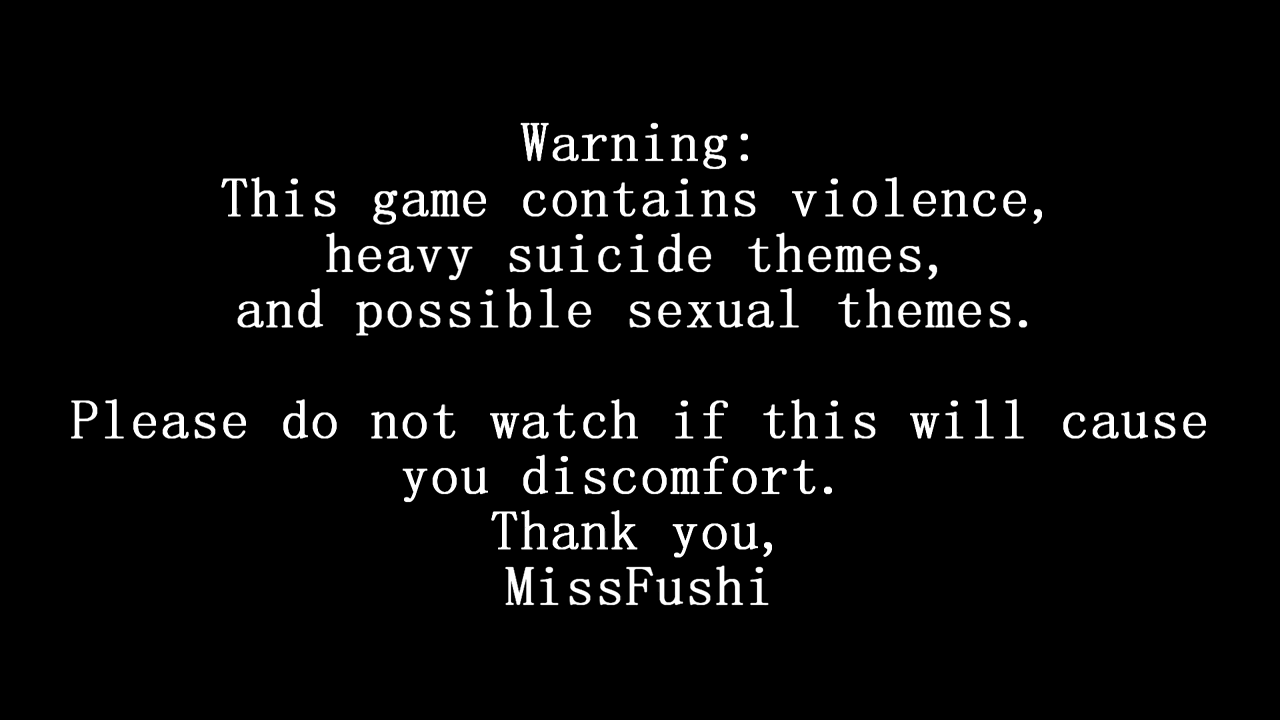 Warning:
This game contains violence,
heavy suicide themes,
and possible sexual themes.
Please do not watch if this will cause
you discomfort.
Thank you,
MissFushi